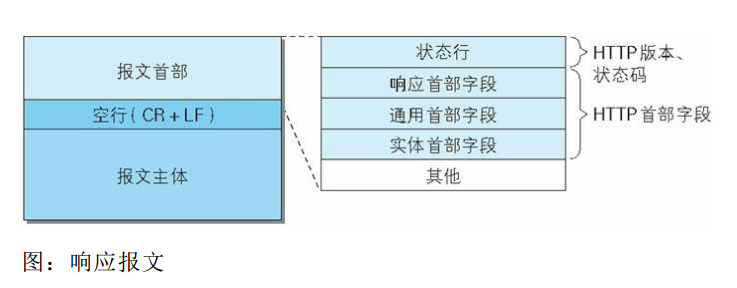 报文首部
空行(CR+LF)
报文主体
状态行
响应首部字段
通用首部字段
实体首部字段
其他
HTTP版本、
状态码
HTTP首部字段
图：响应报文